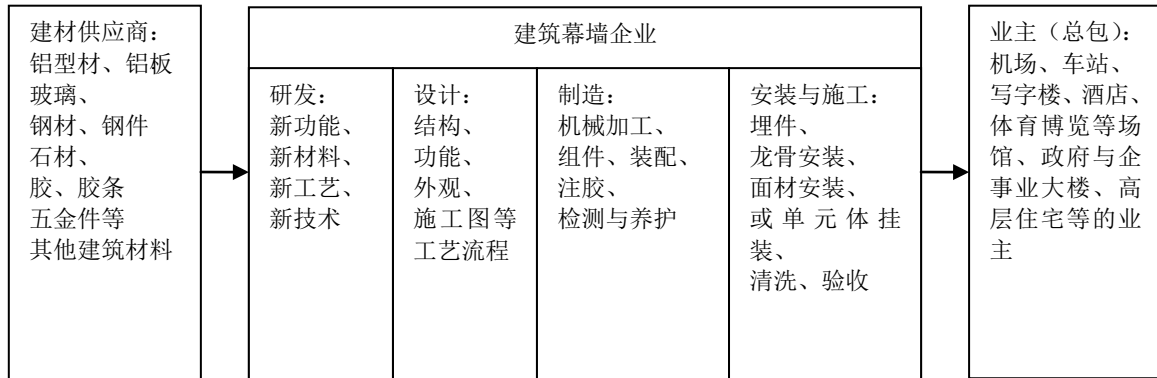 建材供应商：
铝型材、铝板
玻璃、
钢材、钢件
石材、
胶、胶条
五金件等
其他建筑材料
建筑幕墙企业
研发：
新功能、
新材料、
新工艺、
新技术
设计：
结构、
功能、
外观、
施工图等
工艺流程
制造：
机械加工、
组件、装配、
注胶、
检测与养护
安装与施工：
埋件、
龙骨安装、
面材安装、
或单元体挂
装、
清洗、验收
业主（总包）：
机场、车站、
写字楼、酒店、
体育博览等场
馆、政府与企
事业大楼、高
层住宅等的业
主